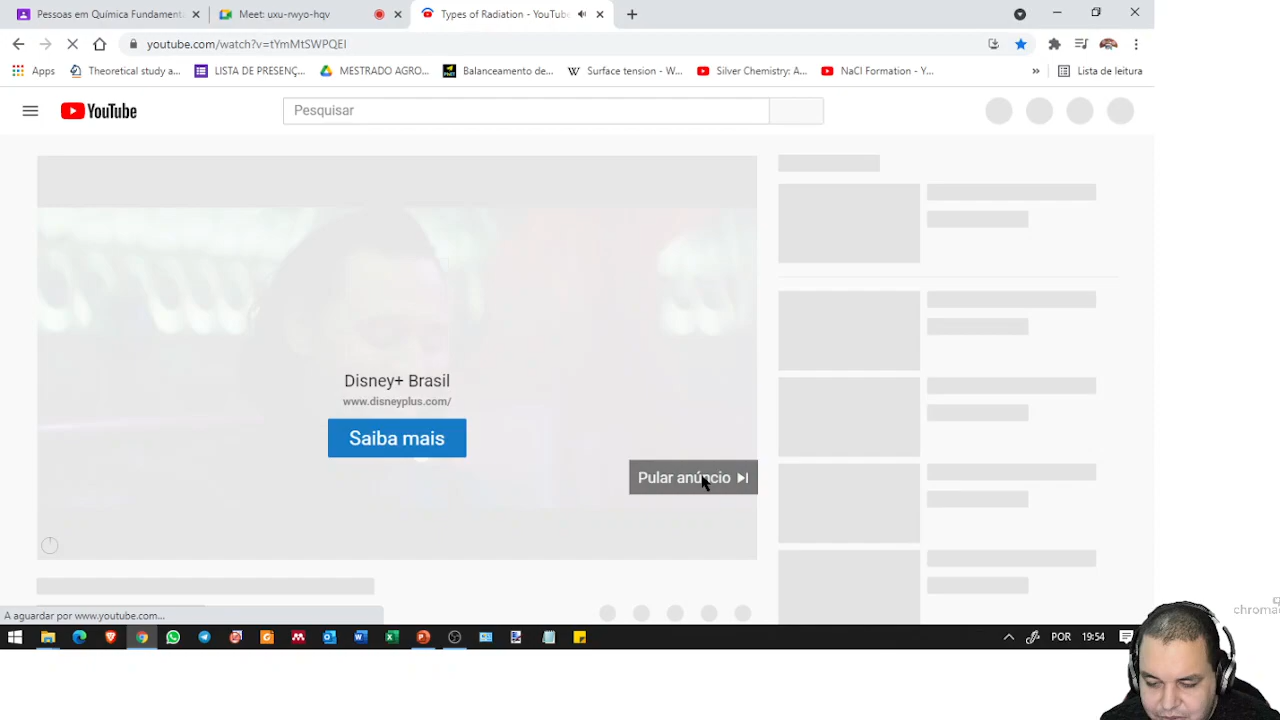 Pessoas em Química Fundament
Meet: uxu-rwyo-hqv
Types of Radiation - YouTube
youtube.com/watch?v=tYmMtSWPQEI
Apps
Theoretical study a...
LISTA DE PRESENÇ...
MESTRADO AGRO...
Balanceamento de...
Surface tension - W...
Silver Chemistry: A...
NaCl Formation - Y...
»
Lista de leitura
YouTube
Pesquisar
Disney+ Brasil
www.disneyplus.com/
Saiba mais
Pular anúncio
A aguardar por www.youtube.com...
chroma
POR
19:54